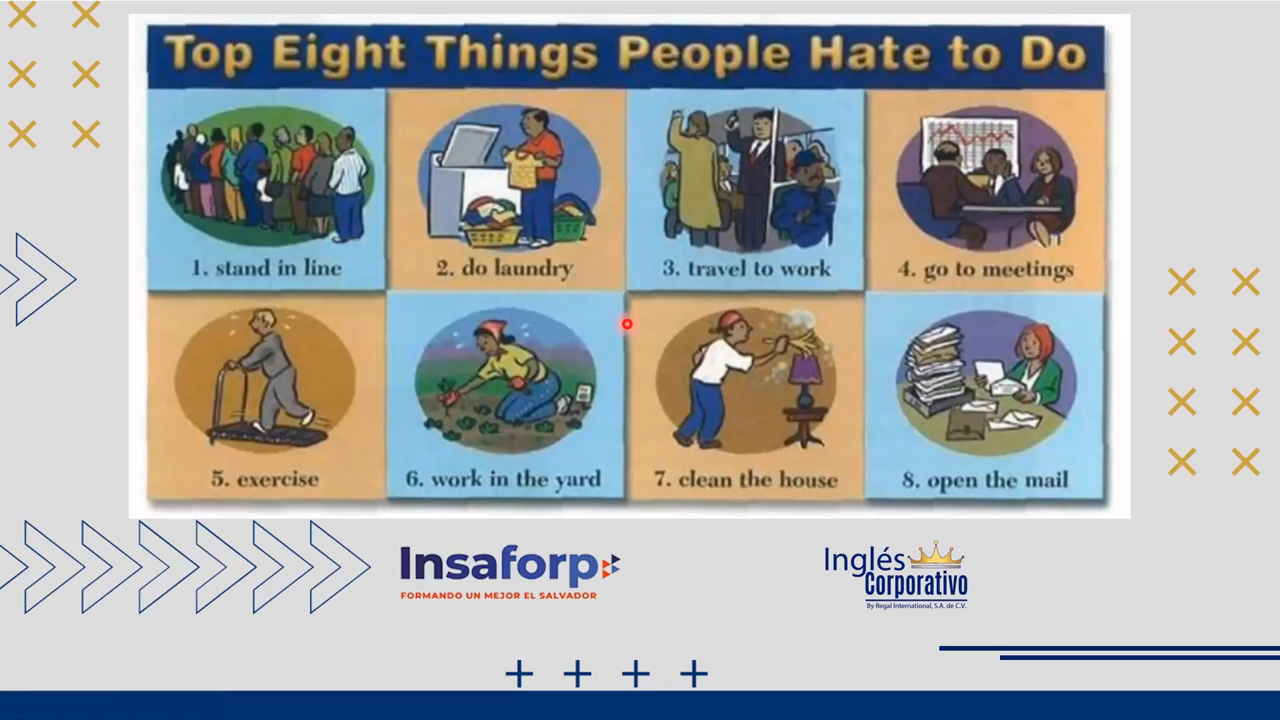 Top Eight Things People Hate to Do
1. stand in line
2. do laundry
3. travel to work
4. go to meetings
5. exercise
6. work in the yard
7. clean the house
8. open the mail
Insaforp
FORMANDO UN MEJOR EL SALVADOR
Inglés
Corporativo
By Regal International, S.A. de C.V.